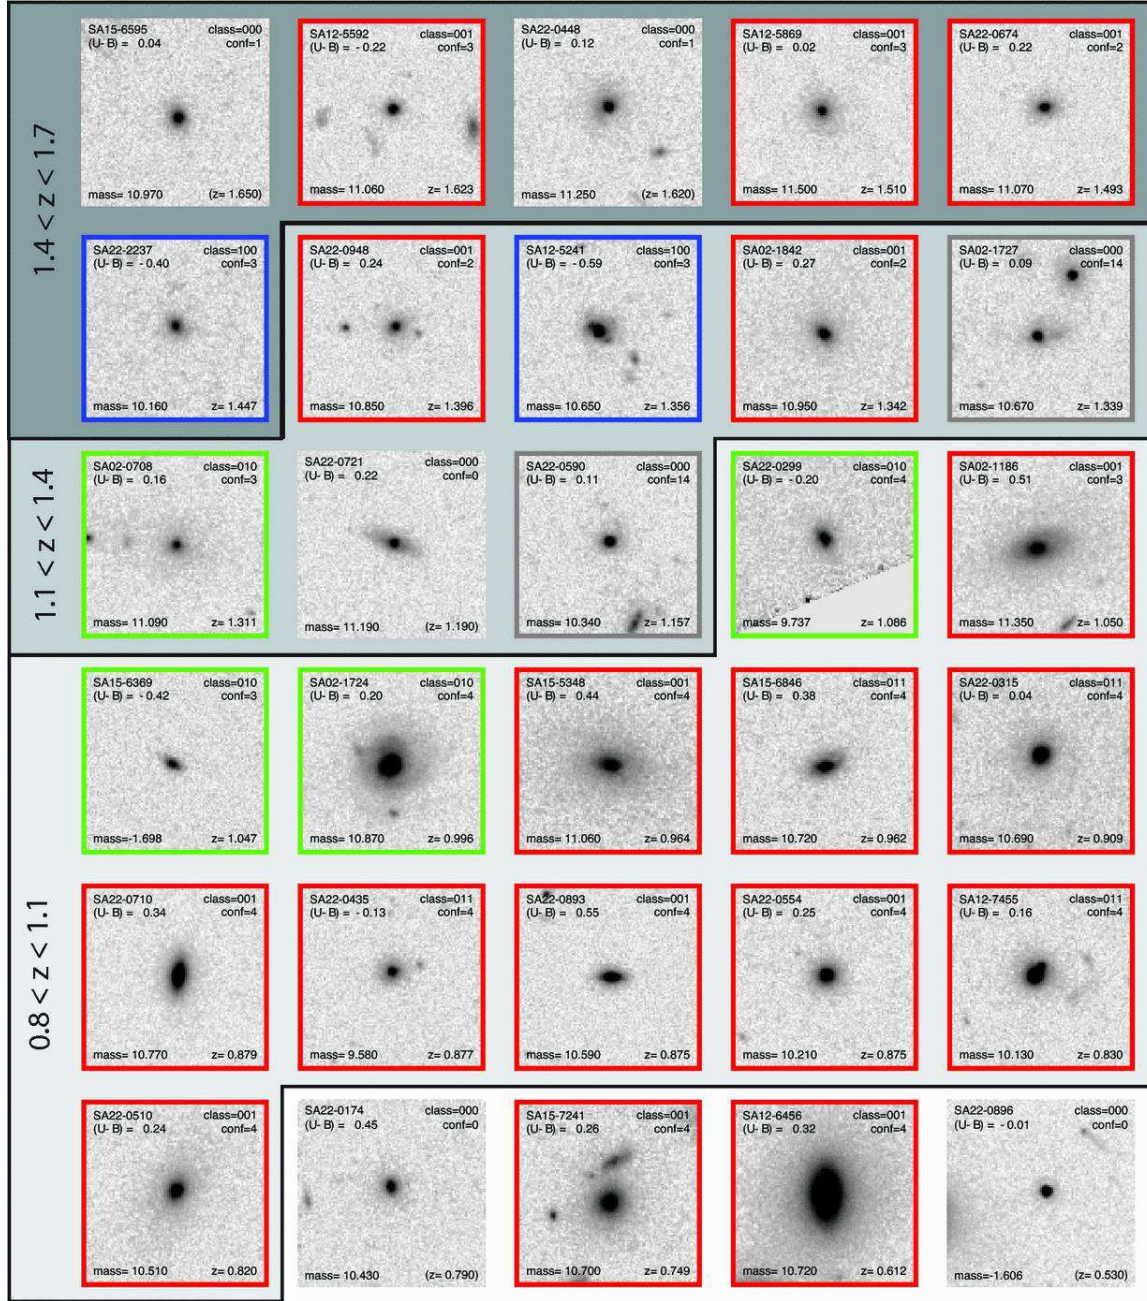 1.4 < z < 1.7
SA15-6595 class=000
(U- B) = 0.04 conf=1
mass= 10.970 (z= 1.650)
SA12-5592 class=001
(U- B) = - 0.22 conf=3
mass= 11.060 z= 1.623
SA22-0448 class=000
(U- B) = 0.12 conf=1
mass= 11.250 (z= 1.620)
SA12-5869 class=001
(U- B) = 0.02 conf=3
mass= 11.500 z= 1.510
SA22-0674 class=001
(U- B) = 0.22 conf=2
mass= 11.070 z= 1.493
SA22-2237 class=100
(U- B) = - 0.40 conf=3
mass= 10.160 z= 1.447
SA22-0948 class=001
(U- B) = 0.24 conf=2
mass= 10.850 z= 1.396
SA12-5241 class=100
(U- B) = - 0.59 conf=3
mass= 10.650 z= 1.356
SA02-1842 class=001
(U- B) = 0.27 conf=2
mass= 10.950 z= 1.342
SA02-1727 class=000
(U- B) = 0.09 conf=14
mass= 10.670 z= 1.339
1.1 < z < 1.4
SA02-0708 class=010
(U- B) = 0.16 conf=3
mass= 11.090 z= 1.311
SA22-0721 class=000
(U- B) = 0.22 conf=0
mass= 11.190 (z= 1.190)
SA22-0590 class=000
(U- B) = 0.11 conf=14
mass= 10.340 z= 1.157
SA22-0299 class=010
(U- B) = - 0.20 conf=4
mass= 9.737 z= 1.086
SA02-1186 class=001
(U- B) = 0.51 conf=3
mass= 11.350 z= 1.050
0.8 < z < 1.1
SA15-6369 class=010
(U- B) = - 0.42 conf=3
mass=-1.698 z= 1.047
SA02-1724 class=010
(U- B) = 0.20 conf=4
mass= 10.870 z= 0.996
SA15-5348 class=001
(U- B) = 0.44 conf=4
mass= 11.060 z= 0.964
SA15-6846 class=011
(U- B) = 0.38 conf=4
mass= 10.720 z= 0.962
SA22-0315 class=011
(U- B) = 0.04 conf=4
mass= 10.690 z= 0.909
SA22-0710 class=001
(U- B) = 0.34 conf=4
mass= 10.770 z= 0.879
SA22-0435 class=011
(U- B) = - 0.13 conf=4
mass= 9.580 z= 0.877
SA22-0893 class=001
(U- B) = 0.55 conf=4
mass= 10.590 z= 0.875
SA22-0554 class=001
(U- B) = 0.25 conf=4
mass= 10.210 z= 0.875
SA12-7455 class=011
(U- B) = 0.16 conf=4
mass= 10.130 z= 0.830
SA22-0510 class=001
(U- B) = 0.24 conf=4
mass= 10.510 z= 0.820
SA22-0174 class=000
(U- B) = 0.45 conf=0
mass= 10.430 (z= 0.790)
SA15-7241 class=001
(U- B) = 0.26 conf=4
mass= 10.700 z= 0.749
SA12-6456 class=001
(U- B) = 0.32 conf=4
mass= 10.720 z= 0.612
SA22-0896 class=000
(U- B) = - 0.01 conf=0
mass=-1.606 (z= 0.530)